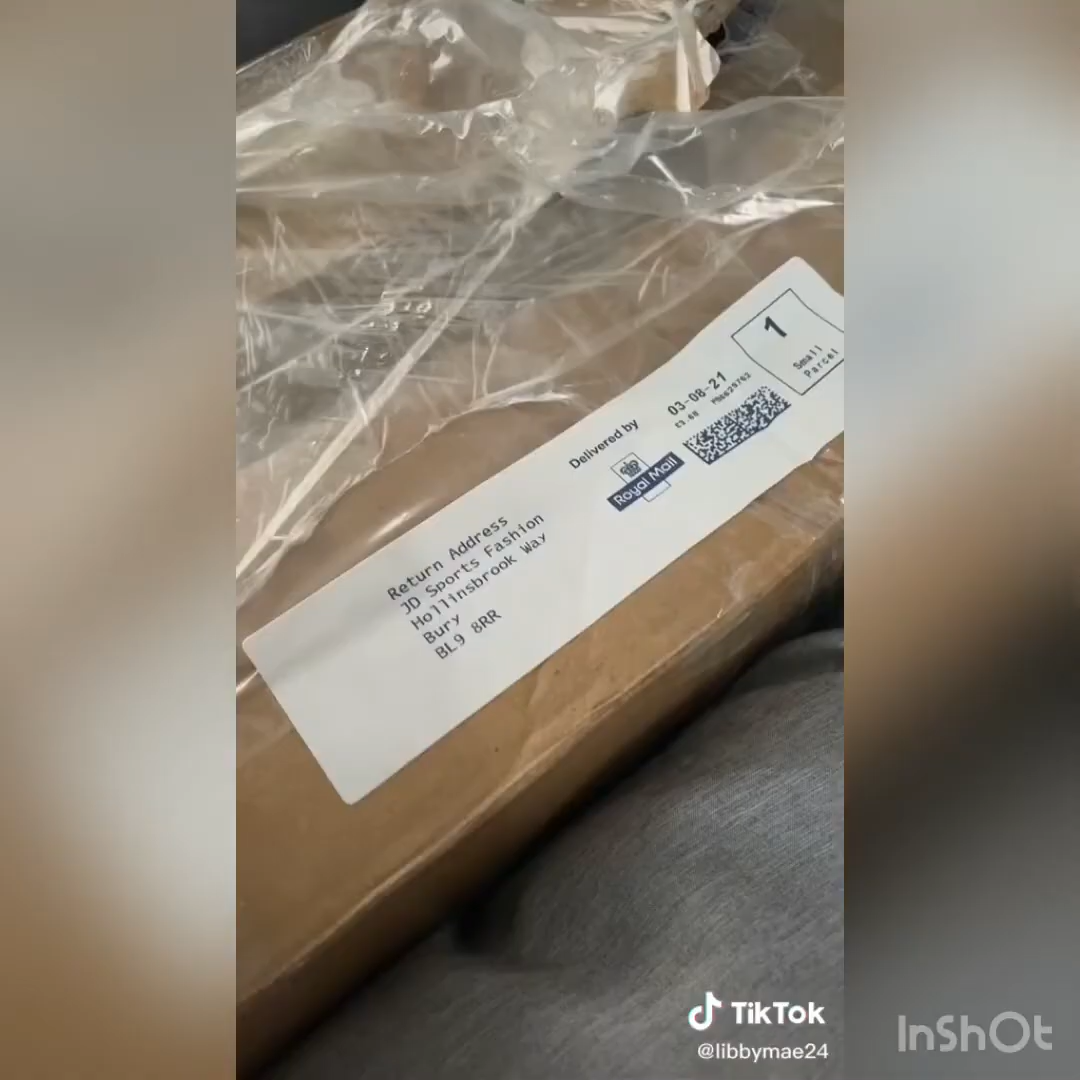 1
Small
Parcel
Delivered by
03-08-21
Royal Mail
Return Address
JD Sports Fashion
Hollinsbrook Way
Bury
BL9 8RR
TikTok
@libbymae24
InShOt